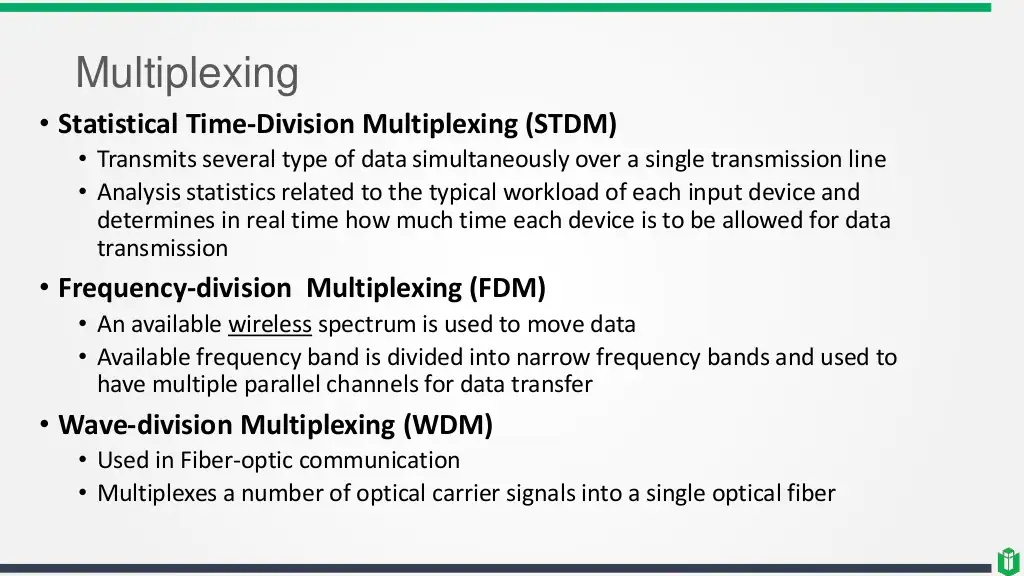 Multiplexing
• Statistical Time-Division Multiplexing (STDM)
• Transmits several type of data simultaneously over a single transmission line
• Analysis statistics related to the typical workload of each input device and
determines in real time how much time each device is to be allowed for data
transmission
• Frequency-division Multiplexing (FDM)
• An available wireless spectrum is used to move data
• Available frequency band is divided into narrow frequency bands and used to
have multiple parallel channels for data transfer
• Wave-division Multiplexing (WDM)
• Used in Fiber-optic communication
• Multiplexes a number of optical carrier signals into a single optical fiber